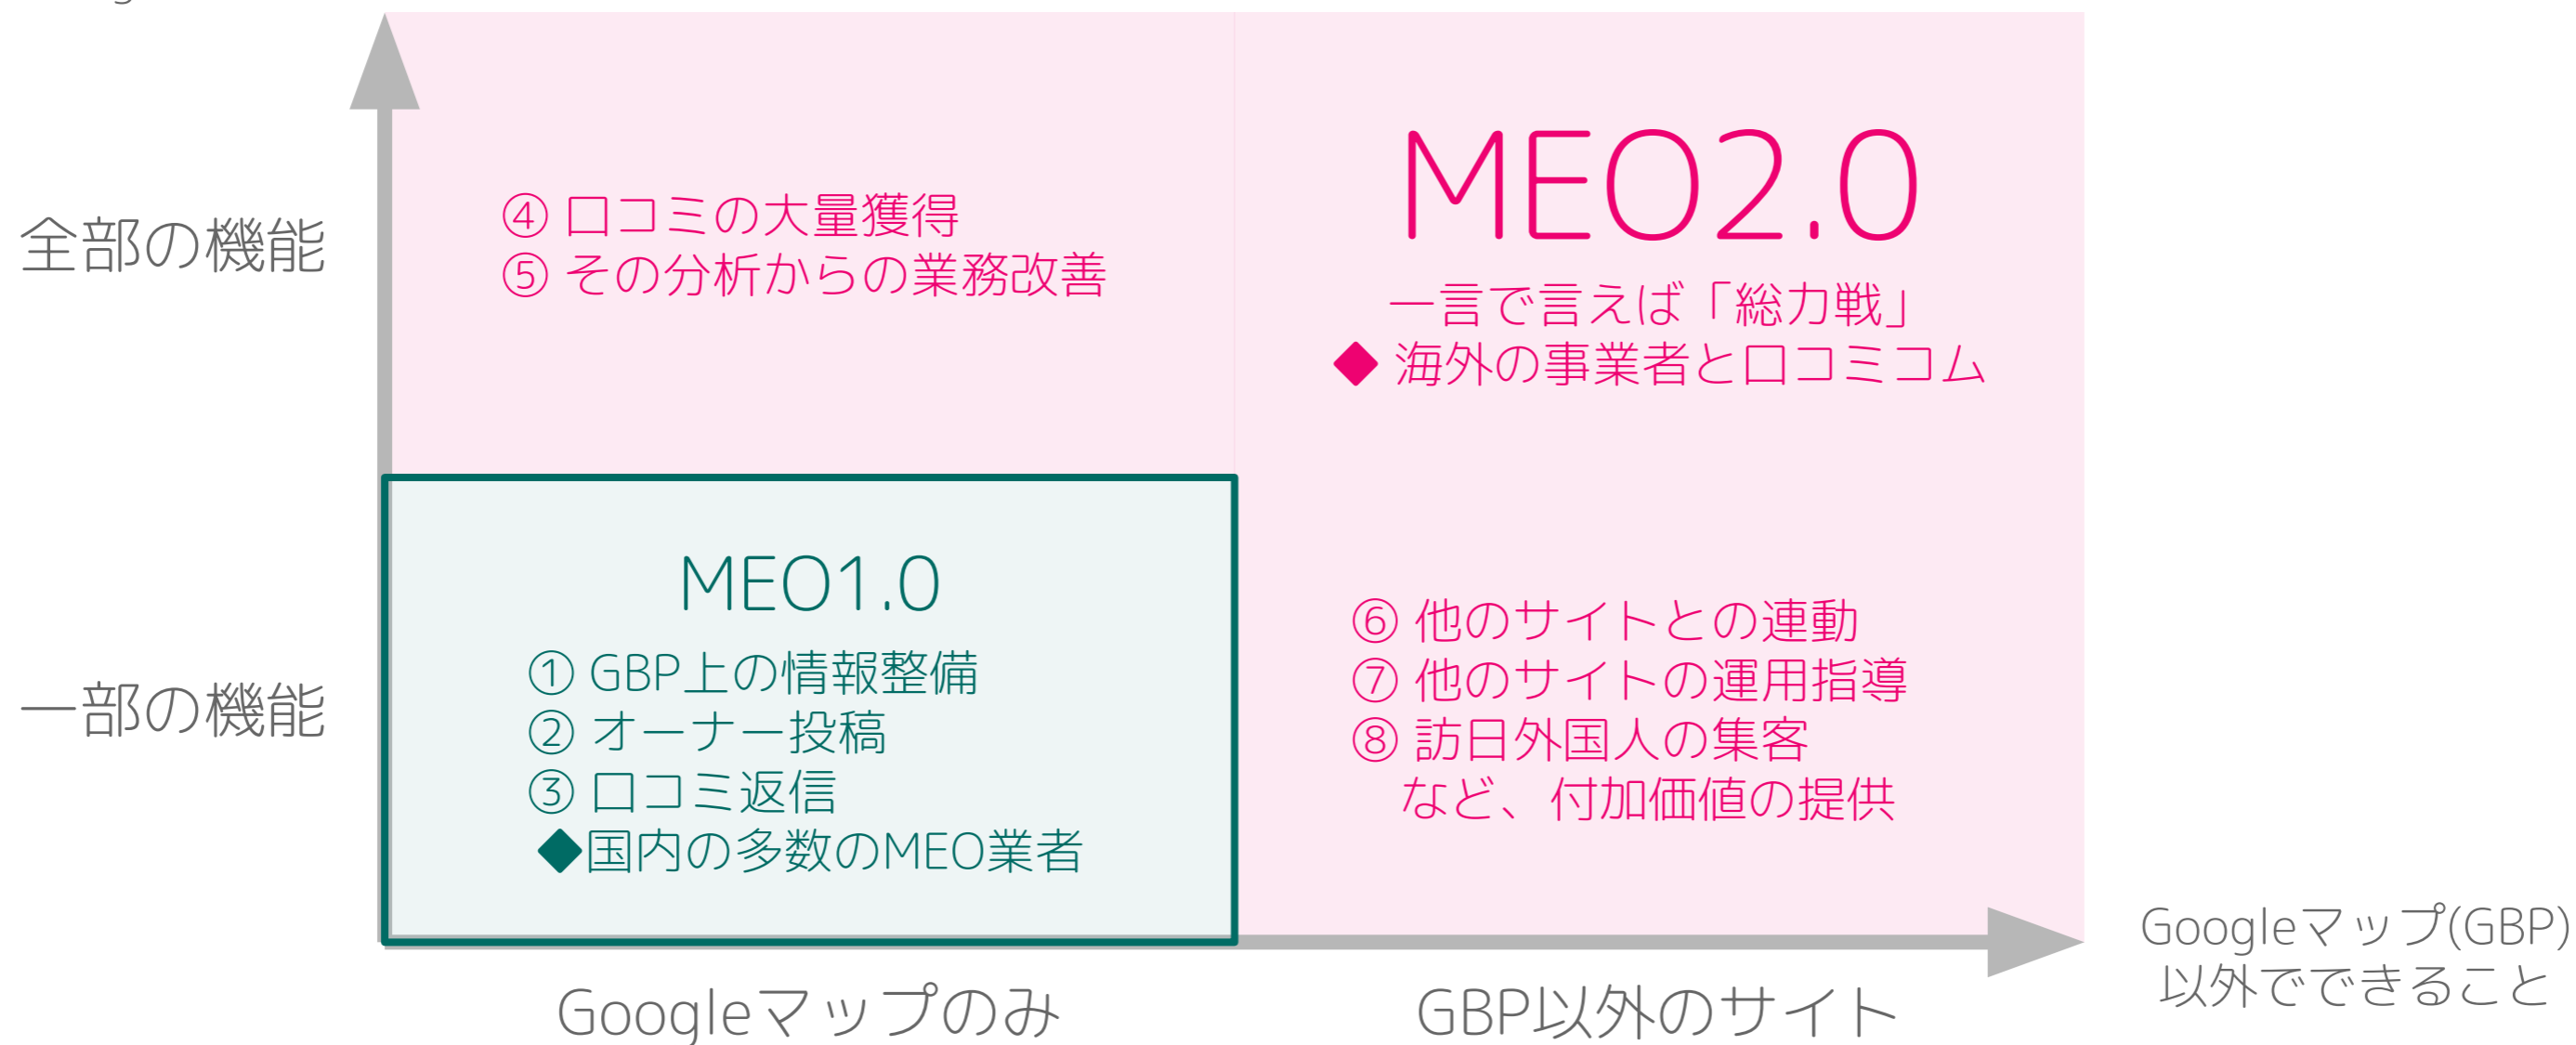 全部の機能
④ 口コミの大量獲得
⑤ その分析からの業務改善
MEO2.0
一言で言えば「総力戦」
◆ 海外の事業者と口コミコム
一部の機能
MEO1.0
① GBP上の情報整備
② オーナー投稿
③ 口コミ返信
◆国内の多数のMEO業者
⑥ 他のサイトとの連動
⑦ 他のサイトの運用指導
⑧ 訪日外国人の集客
など、付加価値の提供
Googleマップのみ
GBP以外のサイト
Googleマップ(GBP)
以外でできること